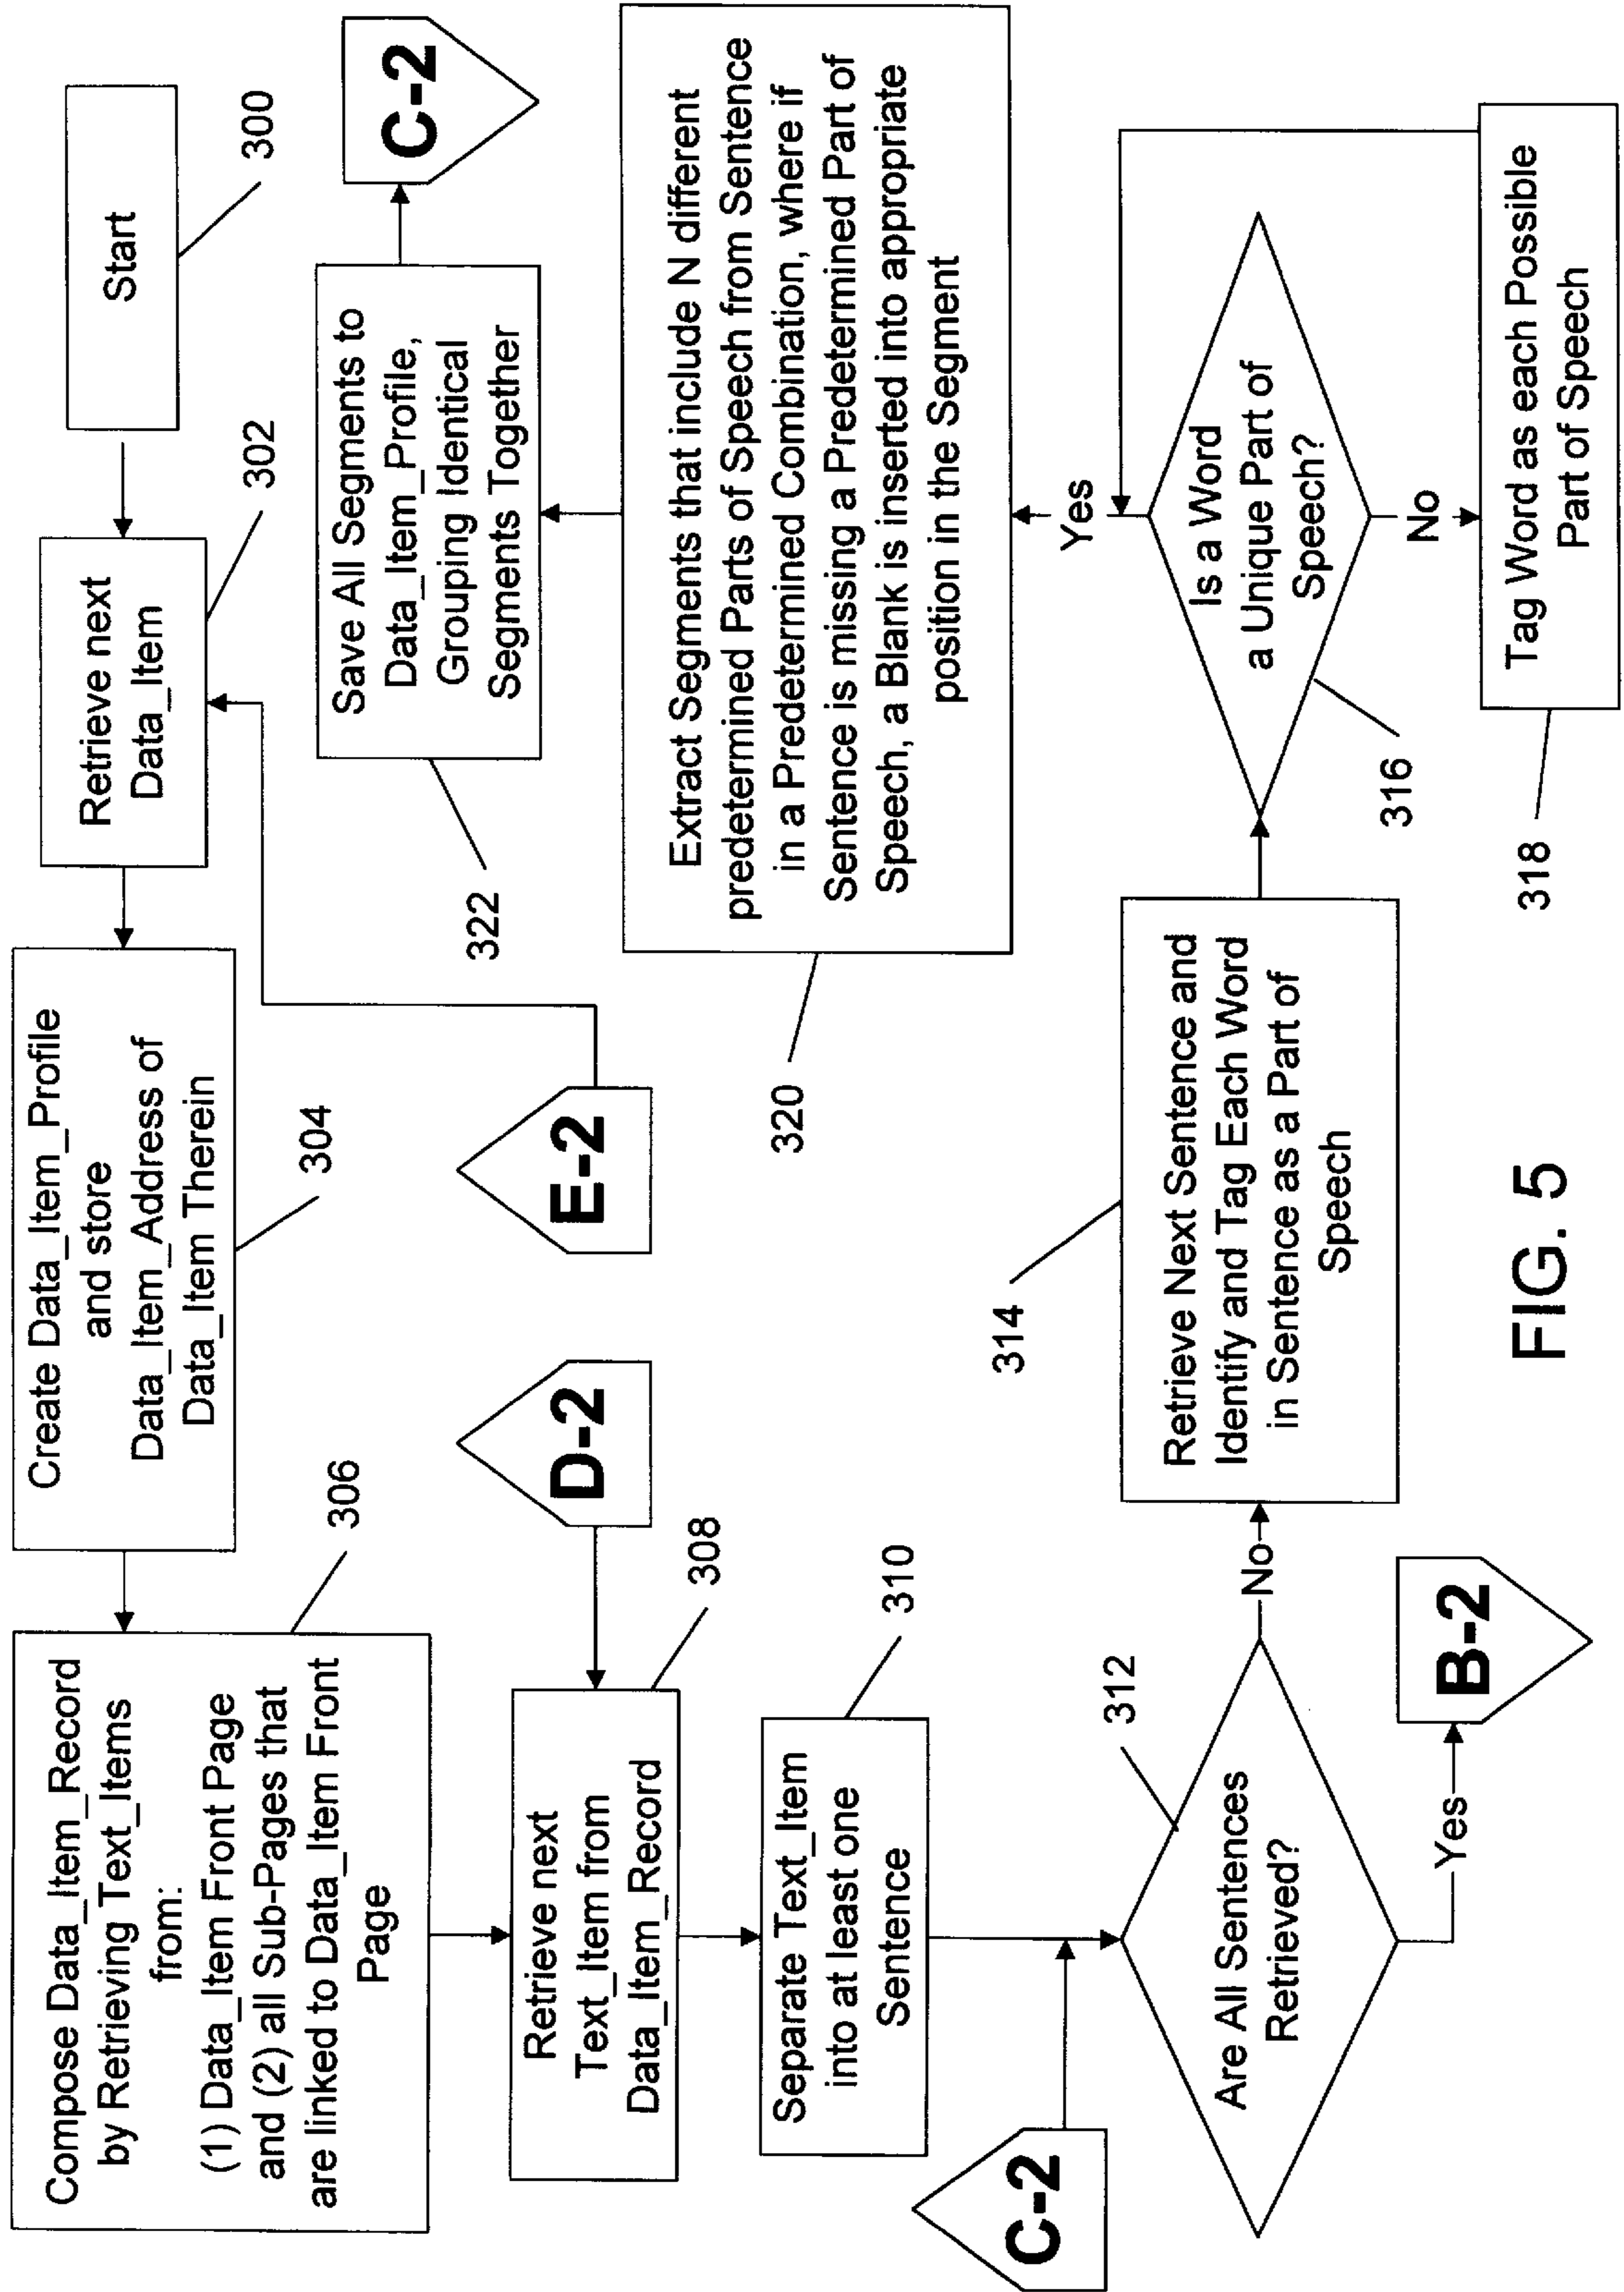 Start
300
Retrieve next
Data_Item
302
Create Data_Item_Profile
and store
Data_Item_Address of
Data_Item Therein
304
Compose Data_Item_Record
by Retrieving Text_Items
from:
(1) Data_Item Front Page
and (2) all Sub-Pages that
are linked to Data_Item Front
Page
306
E-2
D-2
Retrieve next
Text_Item from
Data_Item_Record
308
Separate Text_Item
into at least one
Sentence
310
C-2
Are All Sentences
Retrieved?
312
Yes
B-2
No
Retrieve Next Sentence and
Identify and Tag Each Word
in Sentence as a Part of
Speech
314
Is a Word
a Unique Part of
Speech?
316
No
Tag Word as each Possible
Part of Speech
318
Yes
Extract Segments that include N different
predetermined Parts of Speech from Sentence
in a Predetermined Combination, where if
Sentence is missing a Predetermined Part of
Speech, a Blank is inserted into appropriate
position in the Segment
320
Save All Segments to
Data_Item_Profile,
Grouping Identical
Segments Together
322
C-2
FIG. 5